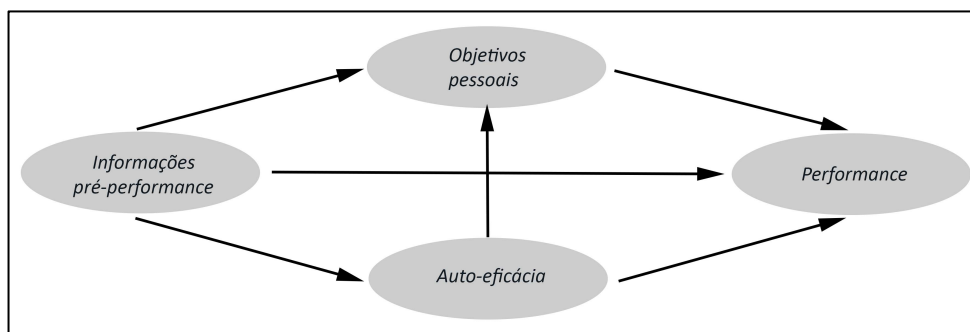 Objetivos
pessoais
Informações
pré-performance
Performance
Auto-eficácia